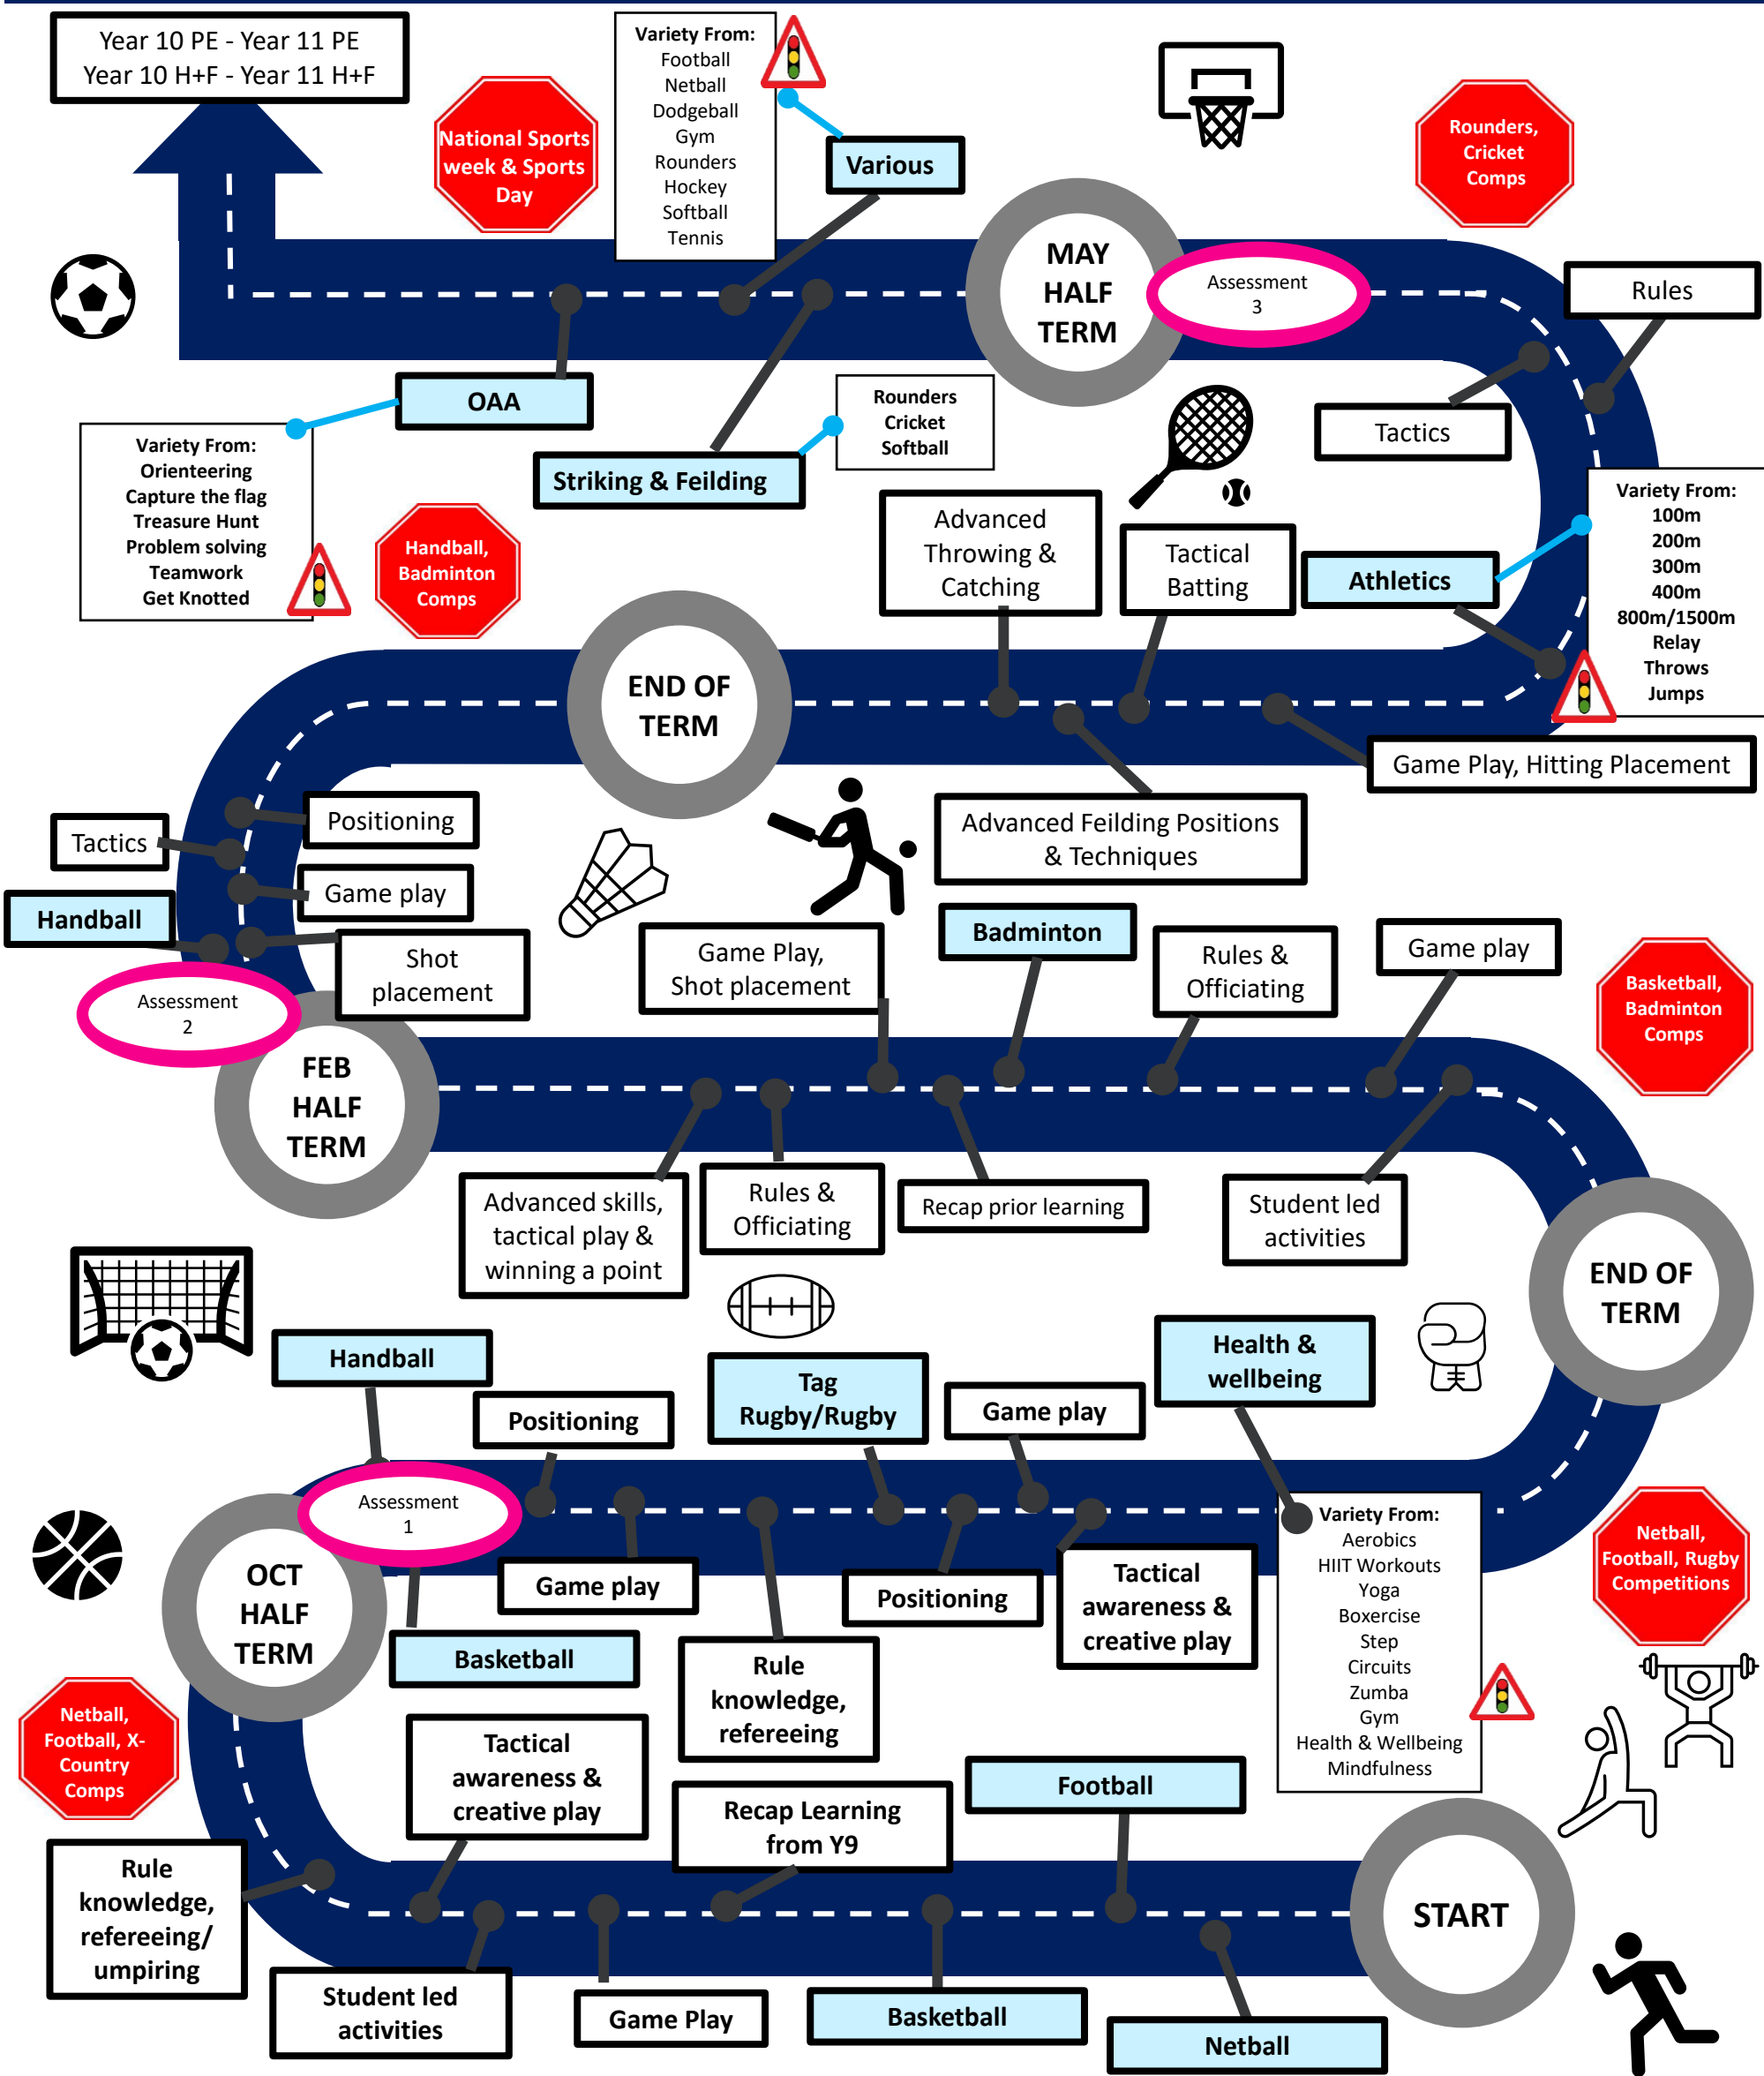 Year 10 PE - Year 11 PE
Year 10 H+F - Year 11 H+F
National Sports
week & Sports
Day
Variety From:
Football
Netball
Dodgeball
Gym
Rounders
Hockey
Softball
Tennis
Various
Rounders,
Cricket
Comps
MAY
HALF
TERM
Assessment
3
Rules
Tactics
OAA
Variety From:
Orienteering
Capture the flag
Treasure Hunt
Problem solving
Teamwork
Get Knotted
Rounders
Cricket
Softball
Striking & Feilding
Handball,
Badminton
Comps
Advanced
Throwing &
Catching
Tactical
Batting
Athletics
Variety From:
100m
200m
300m
400m
800m/1500m
Relay
Throws
Jumps
END OF
TERM
Game Play, Hitting Placement
Advanced Feilding Positions
& Techniques
Positioning
Tactics
Game play
Handball
Shot
placement
Assessment
2
FEB
HALF
TERM
Game Play,
Shot placement
Badminton
Rules &
Officiating
Game play
Basketball,
Badminton
Comps
Advanced skills,
tactical play &
winning a point
Rules &
Officiating
Recap prior learning
Student led
activities
END OF
TERM
Handball
Positioning
Tag
Rugby/Rugby
Game play
Health &
wellbeing
Assessment
1
OCT
HALF
TERM
Basketball
Game play
Rule
knowledge,
refereeing
Positioning
Tactical
awareness &
creative play
Variety From:
Aerobics
HIIT Workouts
Yoga
Boxercise
Step
Circuits
Zumba
Gym
Health & Wellbeing
Mindfulness
Netball,
Football, Rugby
Competitions
Netball,
Football, X-
Country
Comps
Tactical
awareness &
creative play
Recap Learning
from Y9
Football
Rule
knowledge,
refereeing/
umpiring
Student led
activities
Game Play
Basketball
Netball
START